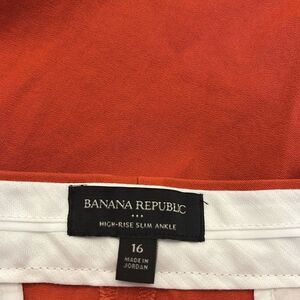 BANANA REPUBLIC
HIGH-RISE SLIM ANKLE
16
MADE IN
JORDAN